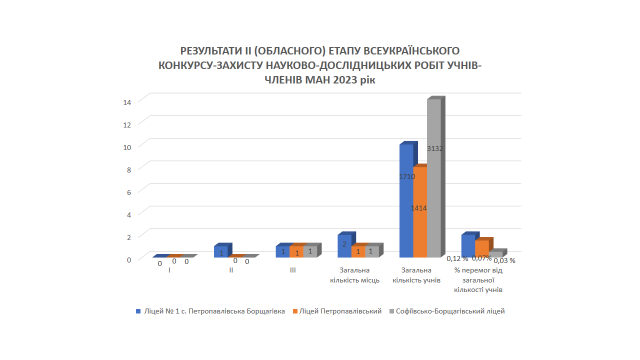 РЕЗУЛЬТАТИ ІІ (ОБЛАСНОГО) ЕТАПУ ВСЕУКРАЇНСЬКОГО
КОНКУРСУ-ЗАХИСТУ НАУКОВО-ДОСЛІДНИЦЬКИХ РОБІТ УЧНІВ-
ЧЛЕНІВ МАН 2023 рік
14
12
10
8
6
4
2
0
0 0 0
1 0 0
1 1 1
2 1 1
1710 1414 3132
0,12 % 0,07% 0,03 %
І ІІ ІІІ Загальна Загальна % перемог від
кількість місць кількість учнів загальної
кількості учнів
Ліцей № 1 с. Петропавлівська Борщагівка Ліцей Петропавлівський Софіївсько-Борщагівський ліцей